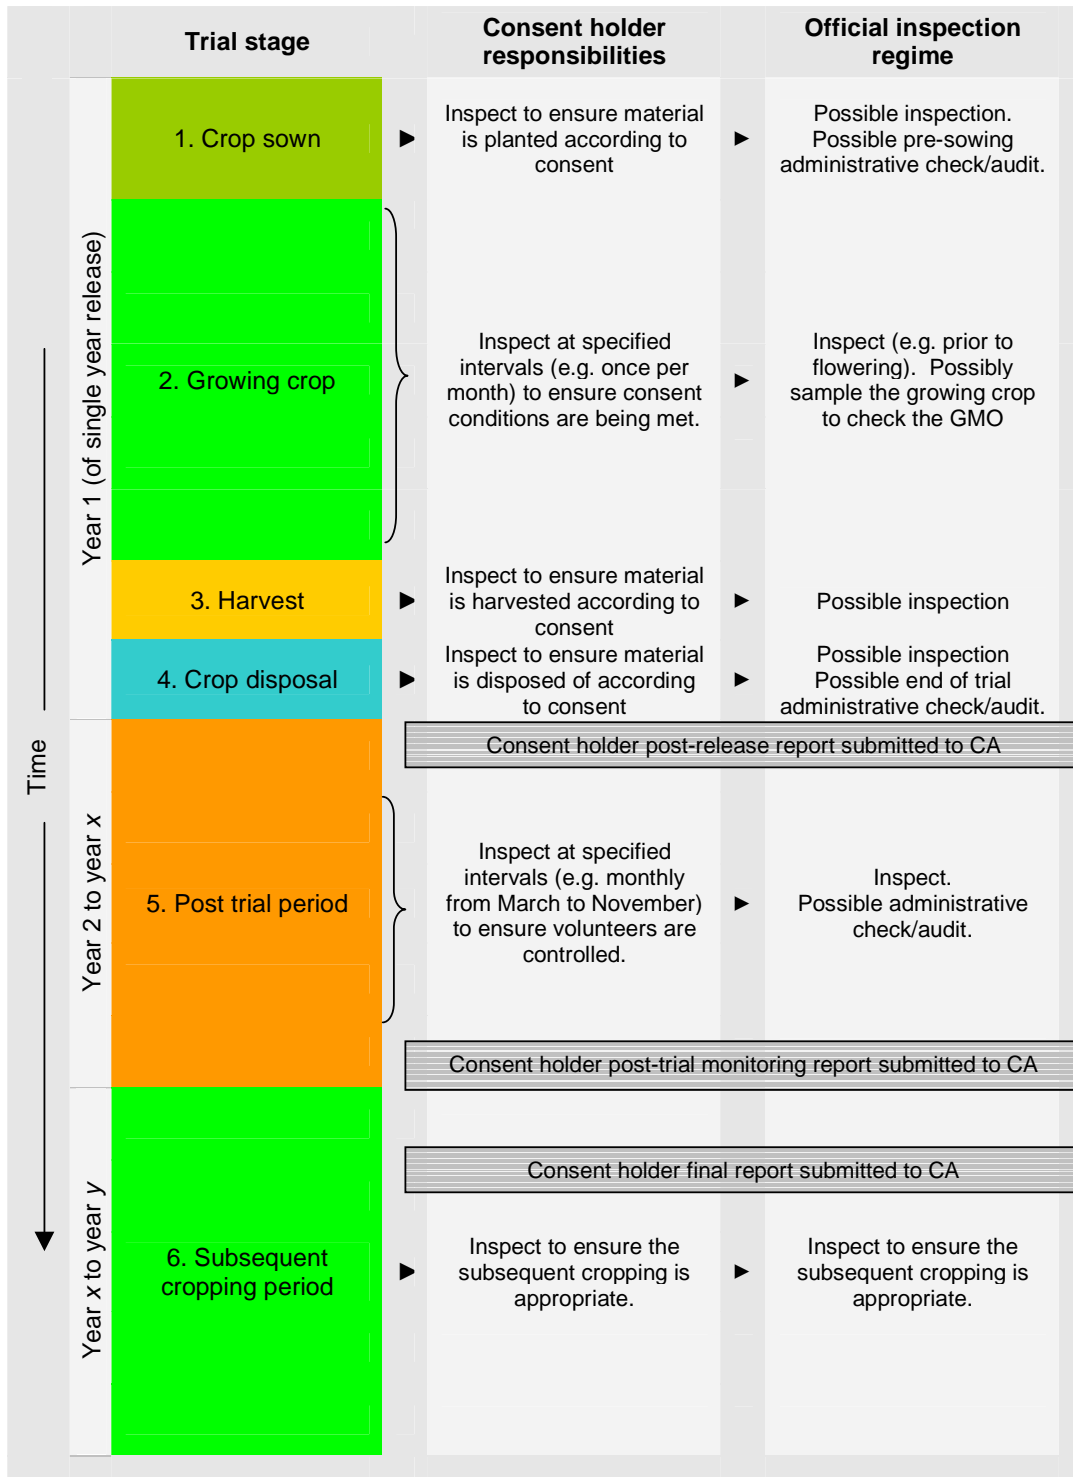 Trial stage
Consent holder
responsibilities
Official inspection
regime
Time
Year 1 (of single year release)
1. Crop sown
Inspect to ensure material
is planted according to
consent
Possible inspection.
Possible pre-sowing
administrative check/audit.
2. Growing crop
Inspect at specified
intervals (e.g. once per
month) to ensure consent
conditions are being met.
Inspect (e.g. prior to
flowering). Possibly
sample the growing crop
to check the GMO
3. Harvest
Inspect to ensure material
is harvested according to
consent
Possible inspection
4. Crop disposal
Inspect to ensure material
is disposed of according
to consent
Possible inspection
Possible end of trial
administrative check/audit.
Consent holder post-release report submitted to CA
Year 2 to year x
5. Post trial period
Inspect at specified
intervals (e.g. monthly
from March to November)
to ensure volunteers are
controlled.
Inspect.
Possible administrative
check/audit.
Consent holder post-trial monitoring report submitted to CA
Year x to year y
Consent holder final report submitted to CA
6. Subsequent
cropping period
Inspect to ensure the
subsequent cropping is
appropriate.
Inspect to ensure the
subsequent cropping is
appropriate.